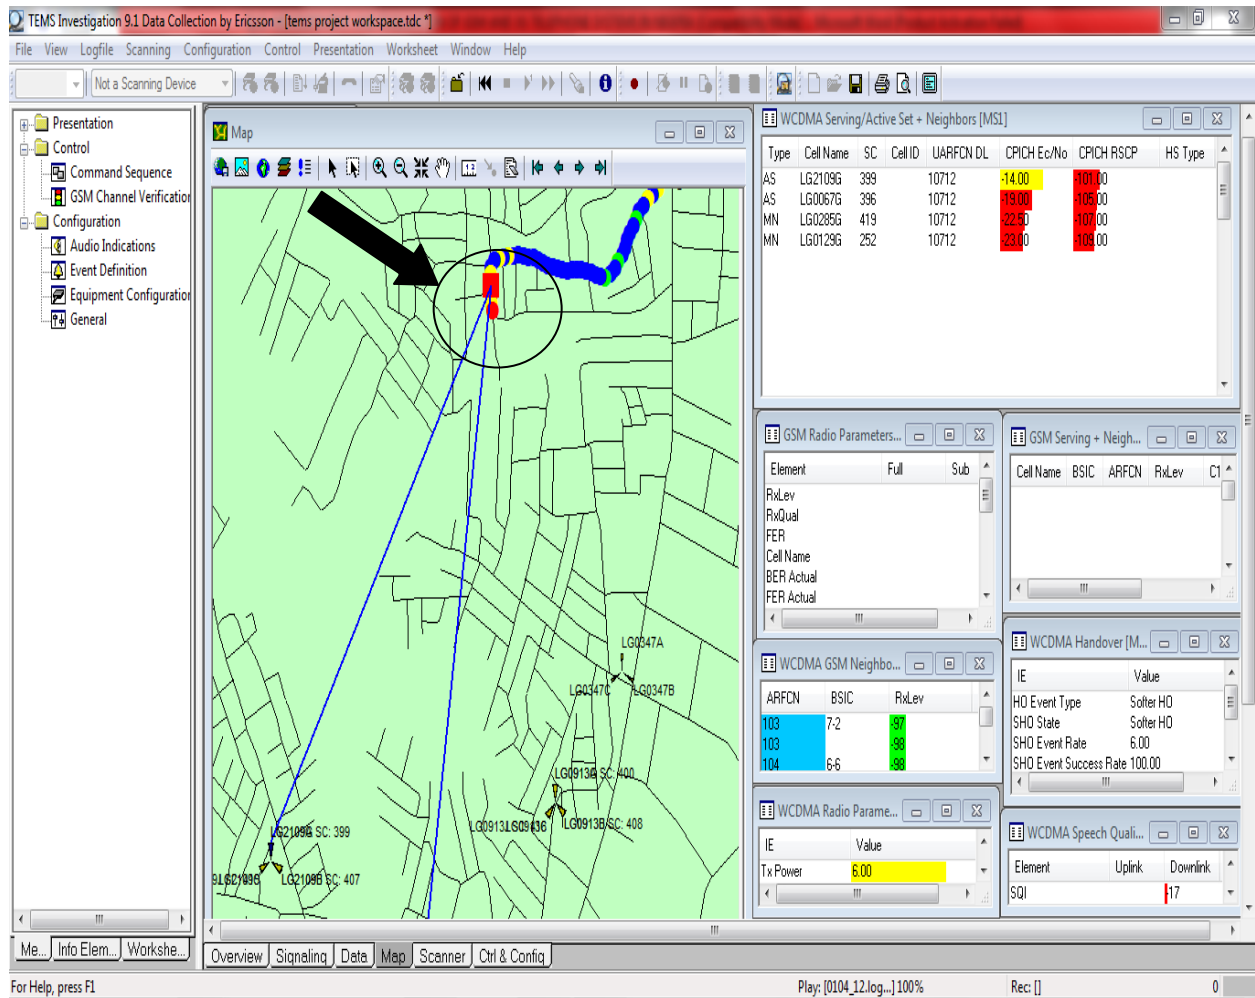 TEMS Investigation 9.1 Data Collection by Ericsson - [tems project workspace.tdc *]
File View Logfile Scanning Configuration Control Presentation Worksheet Window Help
Not a Scanning Device
Presentation
Control
Command Sequence
GSM Channel Verification
Configuration
Audio Indications
Event Definition
Equipment Configuration
General
Me... Info Elem... Workshe...
Map
LG0347A
LG0347C LG0347B
LG0913B SC: 408
LG2109G SC: 399
LG2109B SC: 407
Overview Signaling Data Map Scanner Ctrl & Config
WCDMA Serving/Active Set + Neighbors [MS1]
Type Cell Name SC Cell ID UARFCN DL CPICH Ec/No CPICH RSCP HS Type
AS LG2109G 399 10712 -14.00 -101.00
AS LG0067G 396 10712 -19.00 -105.00
MN LG0285G 419 10712 -22.50 -107.00
MN LG0129G 252 10712 -23.00 -109.00
GSM Radio Parameters...
Element Full Sub
RxLev
RxQual
FER
Cell Name
BER Actual
FER Actual
GSM Serving + Neigh...
Cell Name BSIC ARFCN RxLev C1
WCDMA GSM Neighbo...
ARFCN BSIC RxLev
103 7-2 -97
103 -98
104 6-6 -98
WCDMA Handover [M...
IE Value
HO Event Type Softer HO
SHO State Softer HO
SHO Event Rate 6.00
SHO Event Success Rate 100.00
WCDMA Radio Parame...
IE Value
Tx Power 6.00
WCDMA Speech Quali...
Element Uplink Downlink
SQI -17
For Help, press F1
Play: [0104_12.log...] 100%
Rec: []
0